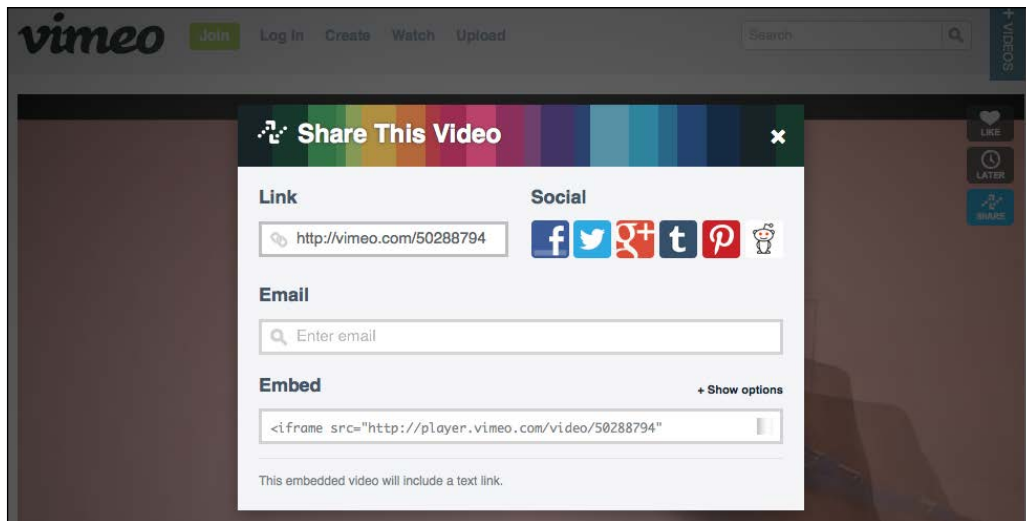 vimeo Join Log In Create Watch Upload Search
+ VIDEOS
Share This Video
LIKE
LATER
SHARE
Link
http://vimeo.com/50288794
Social
f g+ t p
Email
Enter email
Embed
+ Show options
<iframe src="http://player.vimeo.com/video/50288794"
This embedded video will include a text link.